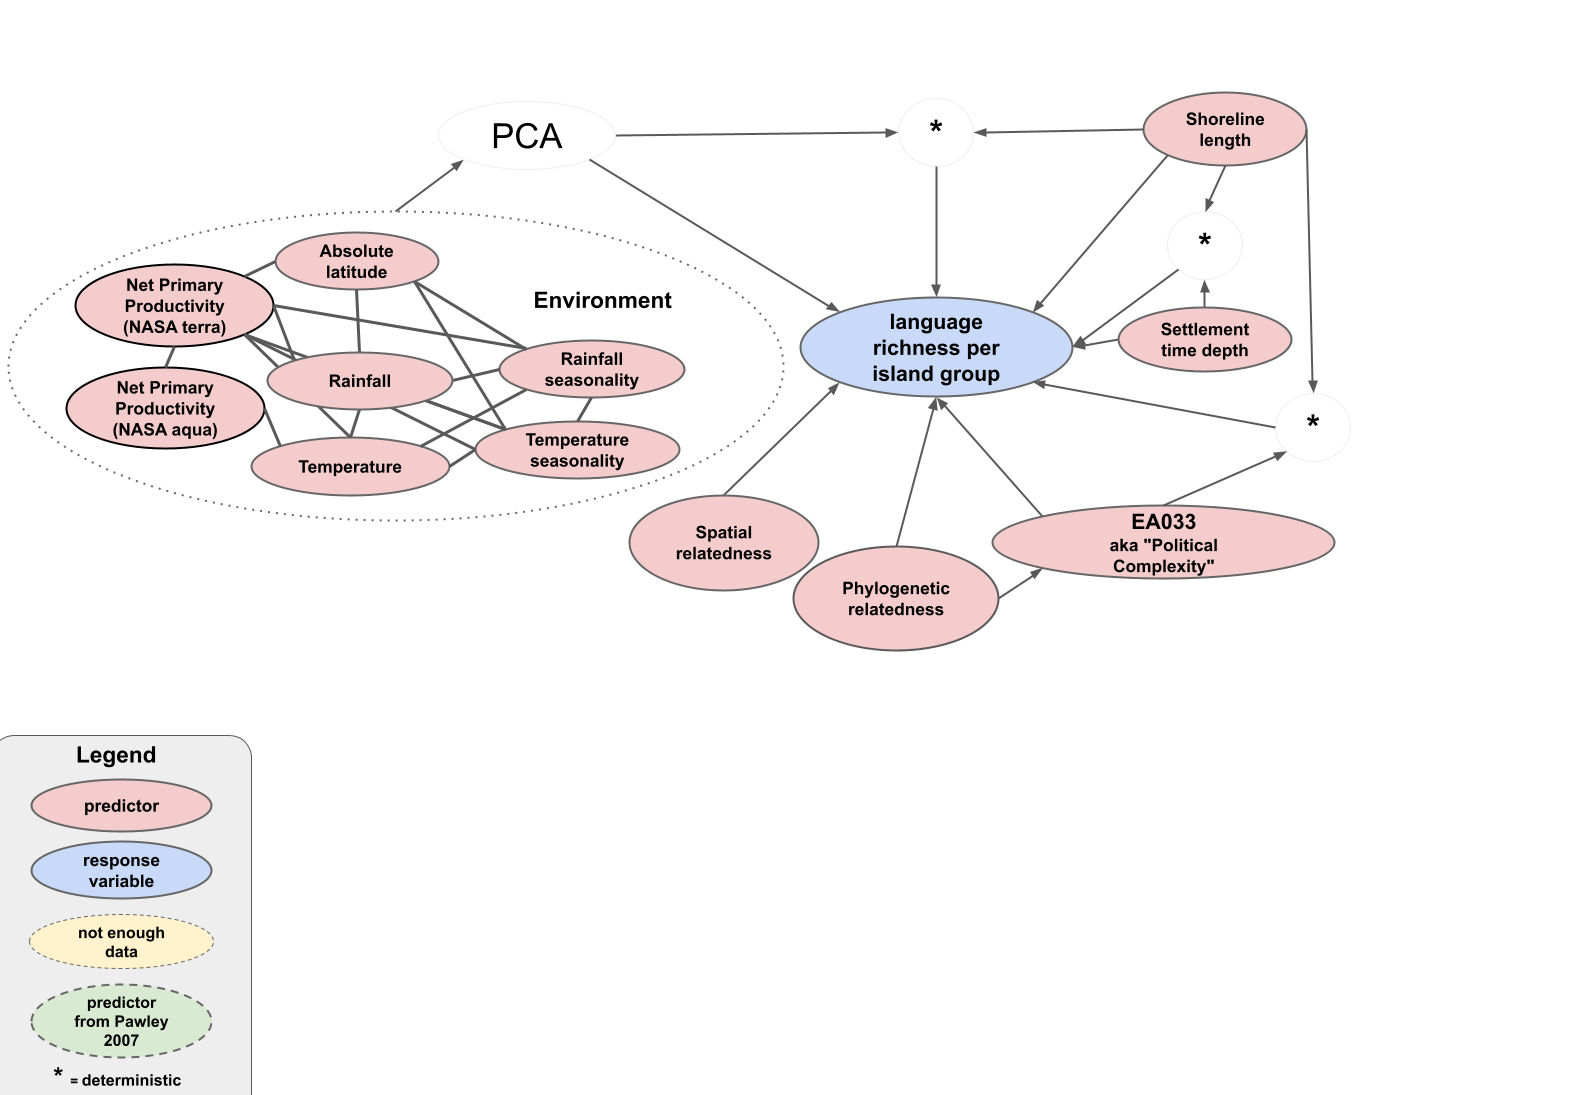 PCA
*
Shoreline
length
*
Absolute
latitude
Net Primary
Productivity
(NASA terra)
Environment
language
richness per
island group
Settlement
time depth
Rainfall
Rainfall
seasonality
Net Primary
Productivity
(NASA aqua)
*
Temperature
Temperature
seasonality
Spatial
relatedness
EA033
aka "Political
Complexity"
Phylogenetic
relatedness
Legend
predictor
response
variable
not enough
data
predictor
from Pawley
2007
* = deterministic